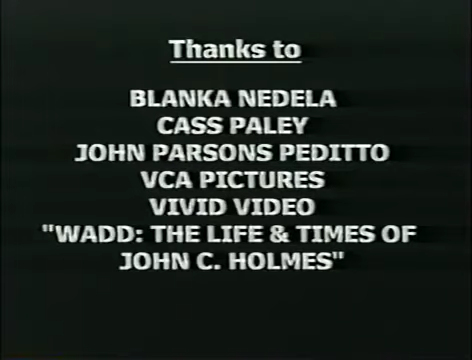 Thanks to
BLANKA NEDELA
CASS PALEY
JOHN PARSONS PEDITTO
VCA PICTURES
VIVID VIDEO
"WADD: THE LIFE & TIMES OF
JOHN C. HOLMES"